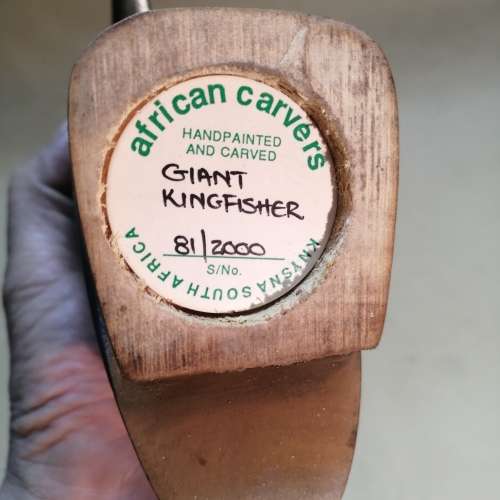 african carvers
HANDPAINTED
AND CARVED
GIANT
KINGFISHER
81/2000
S/No.
KNYSNA SOUTH AFRICA